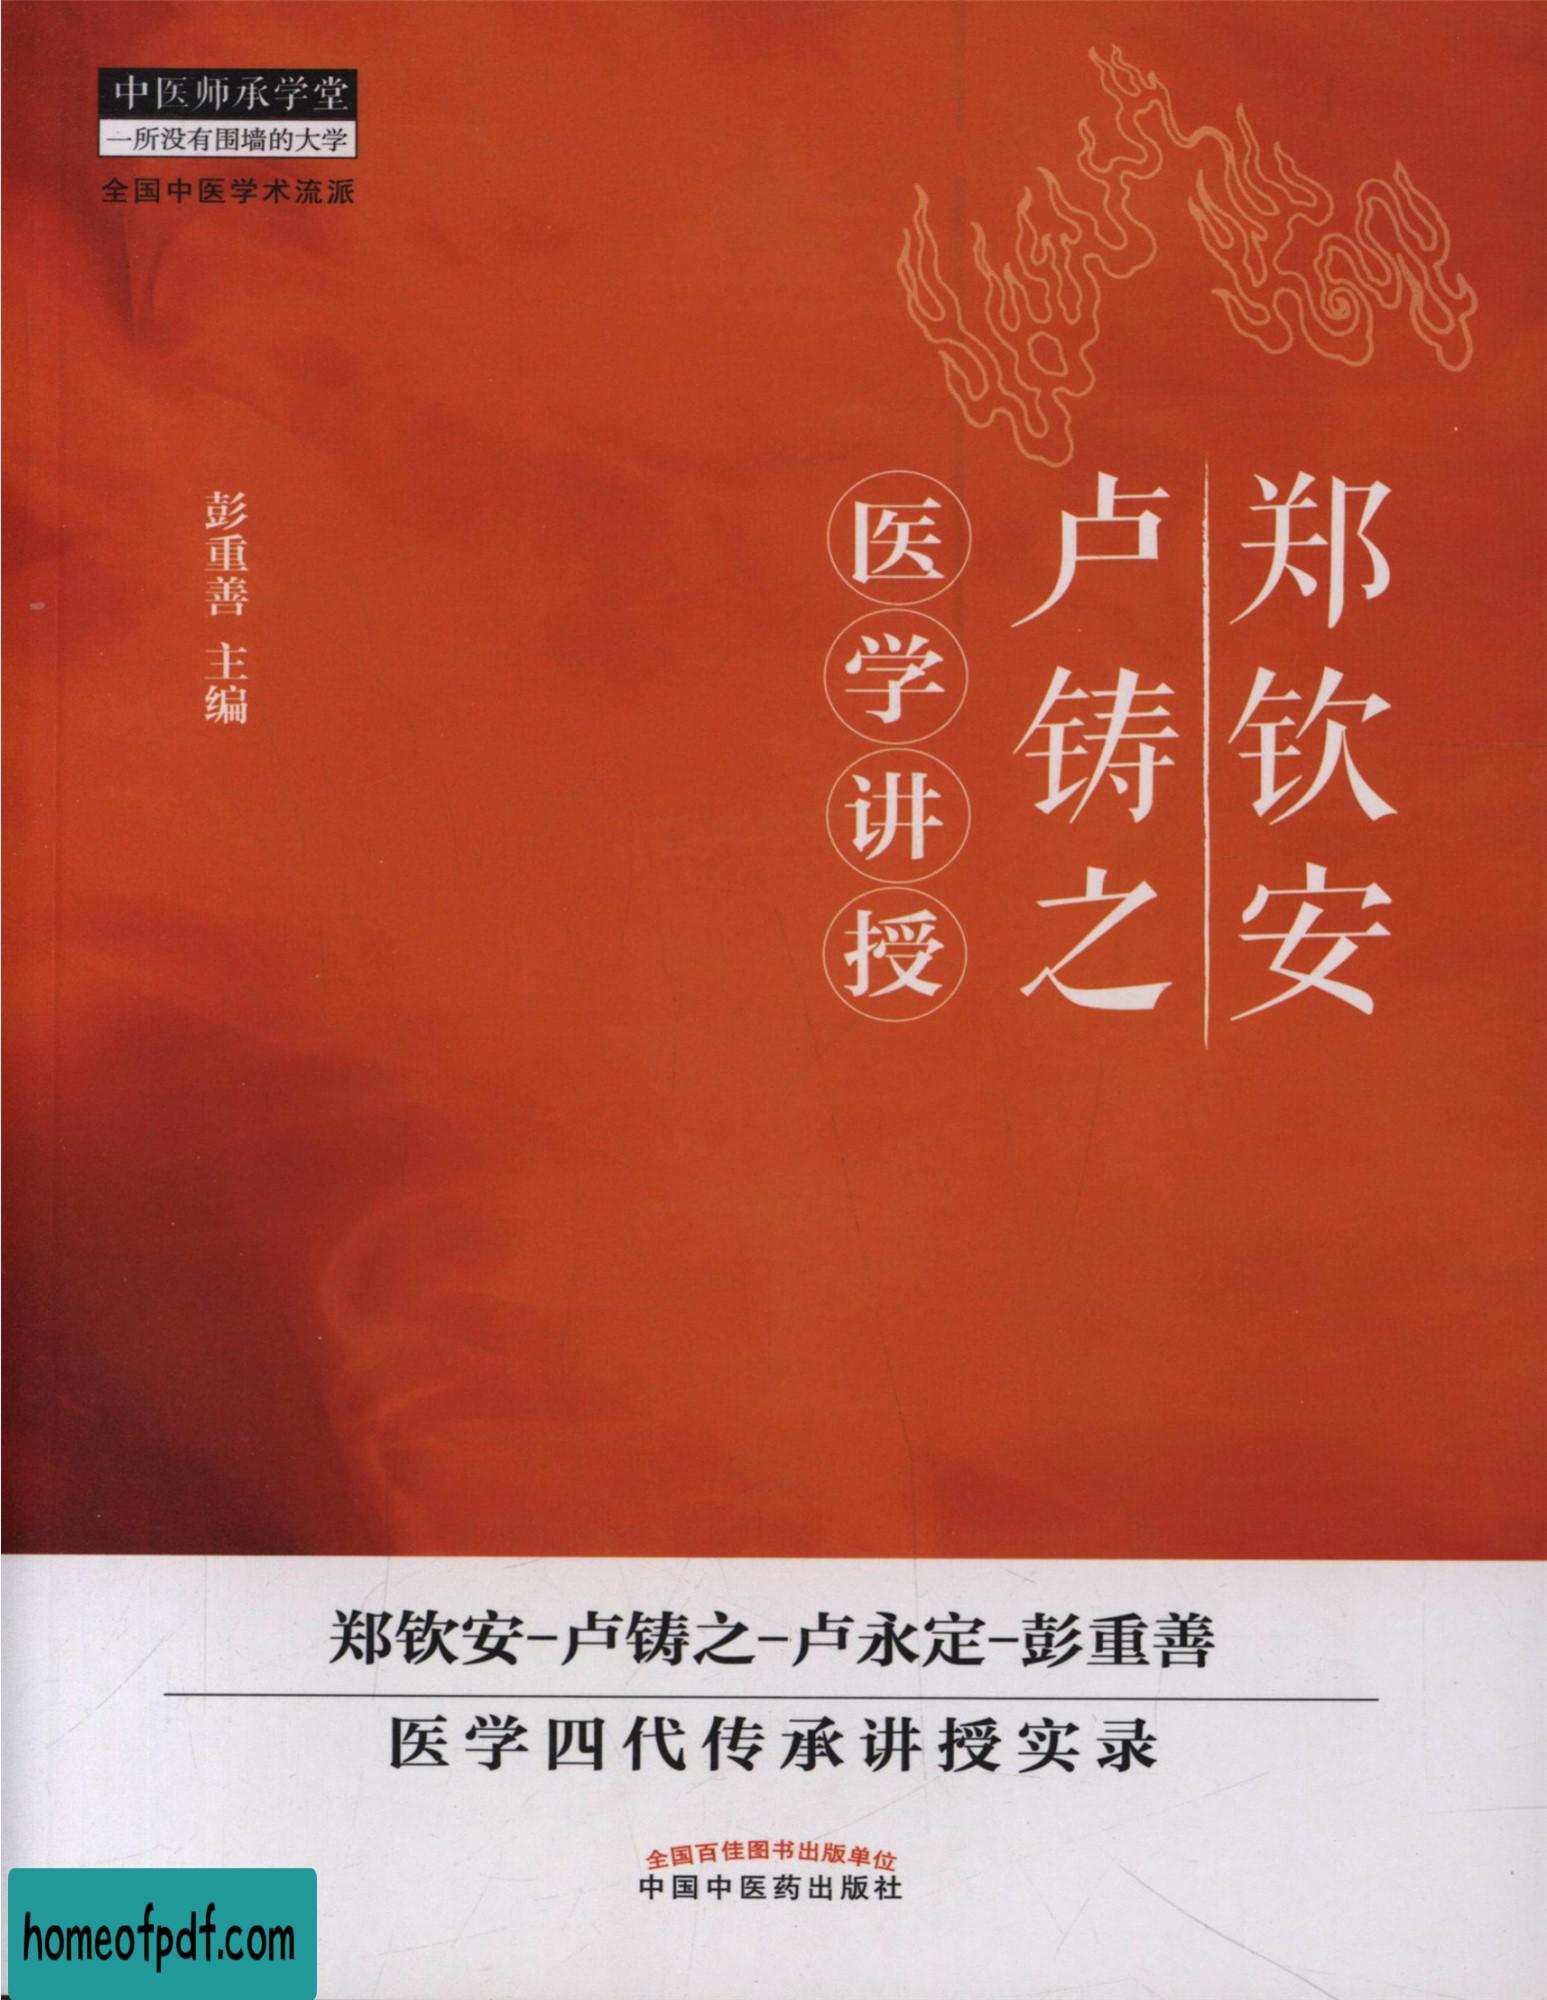 中医师承学堂
一所没有围墙的大学
全国中医学术流派
郑钦安
卢铸之
医学讲授
彭重善 主编
郑钦安-卢铸之-卢永定-彭重善
医学四代传承讲授实录
全国百佳图书出版单位
中国中医药出版社
homeofpdf.com